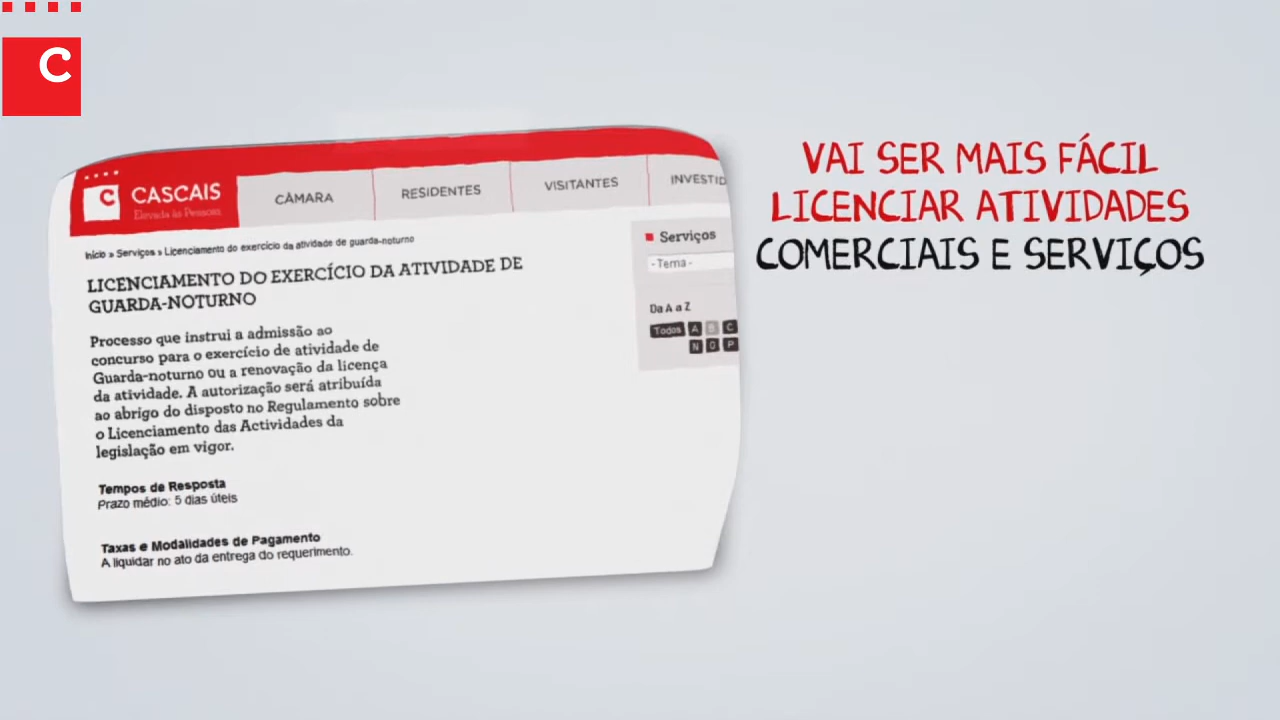 C
VAI SER MAIS FÁCIL
LICENCIAR ATIVIDADES
COMERCIAIS E SERVIÇOS
C CASCAIS
Elevada às Pessoas
CÂMARA
RESIDENTES
VISITANTES
INVESTID
Início » Serviços » Licenciamento do exercício da atividade de guarda-noturno
LICENCIAMENTO DO EXERCÍCIO DA ATIVIDADE DE
GUARDA-NOTURNO
Processo que instrui a admissão ao
concurso para o exercício de atividade de
Guarda-noturno ou a renovação da licença
da atividade. A autorização será atribuída
ao abrigo do disposto no Regulamento sobre
o Licenciamento das Actividades da
legislação em vigor.
Tempos de Resposta
Prazo médio: 5 dias úteis
Taxas e Modalidades de Pagamento
A liquidar no ato da entrega do requerimento.
Serviços
- Tema -
Da A a Z
Todos A B C
N O P